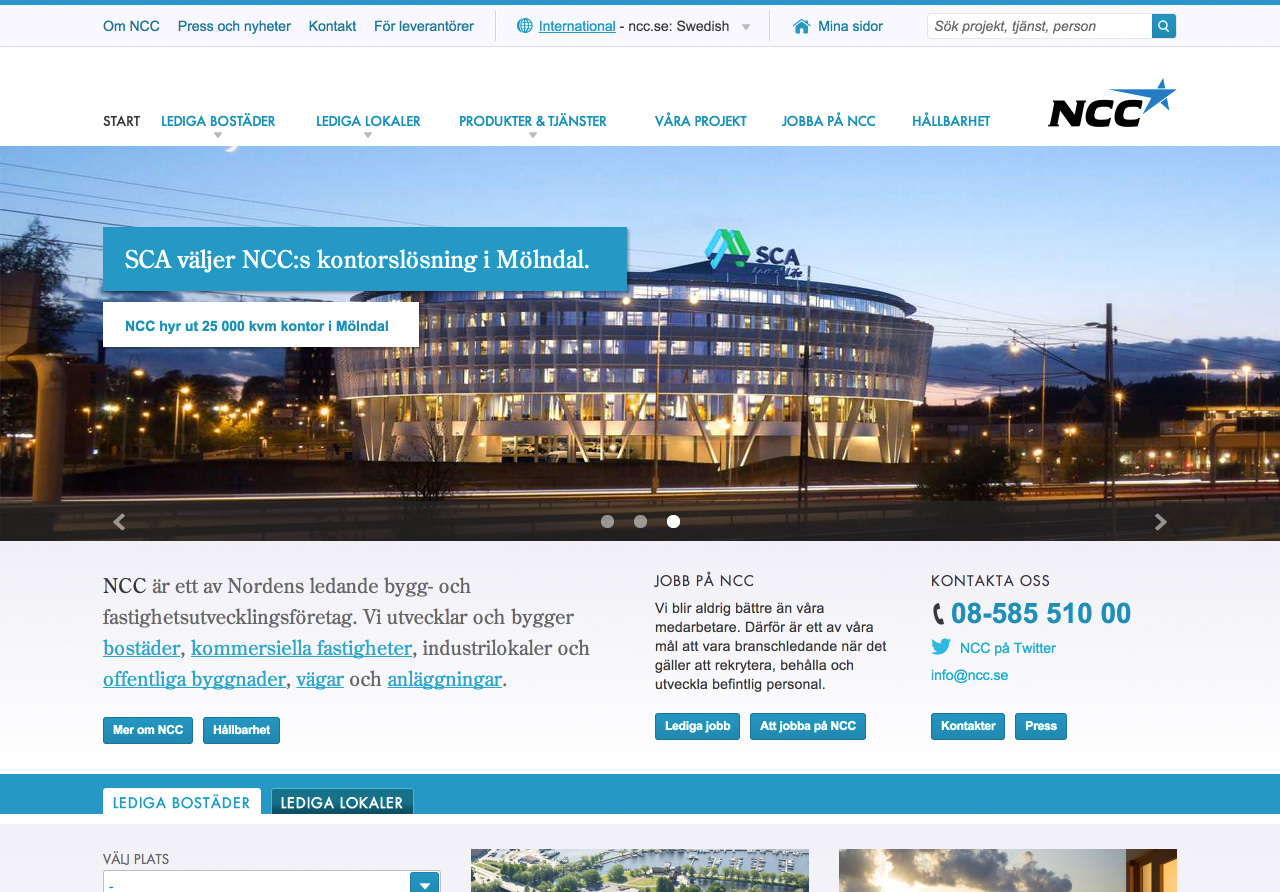 Om NCC Press och nyheter Kontakt För leverantörer International - ncc.se: Swedish Mina sidor Sök projekt, tjänst, person
START LEDIGA BOSTÄDER LEDIGA LOKALER PRODUKTER & TJÄNSTER VÅRA PROJEKT JOBBA PÅ NCC HÅLLBARHET NCC
SCA väljer NCC:s kontorslösning i Mölndal.
SCA
NCC hyr ut 25 000 kvm kontor i Mölndal
NCC är ett av Nordens ledande bygg- och
fastighetsutvecklingsföretag. Vi utvecklar och bygger
bostäder, kommersiella fastigheter, industrilokaler och
offentliga byggnader, vägar och anläggningar.
Mer om NCC Hållbarhet
JOBB PÅ NCC
Vi blir aldrig bättre än våra
medarbetare. Därför är ett av våra
mål att vara branschledande när det
gäller att rekrytera, behålla och
utveckla befintlig personal.
Lediga jobb Att jobba på NCC
KONTAKTA OSS
08-585 510 00
NCC på Twitter
info@ncc.se
Kontakter Press
LEDIGA BOSTÄDER LEDIGA LOKALER
VÄLJ PLATS
-